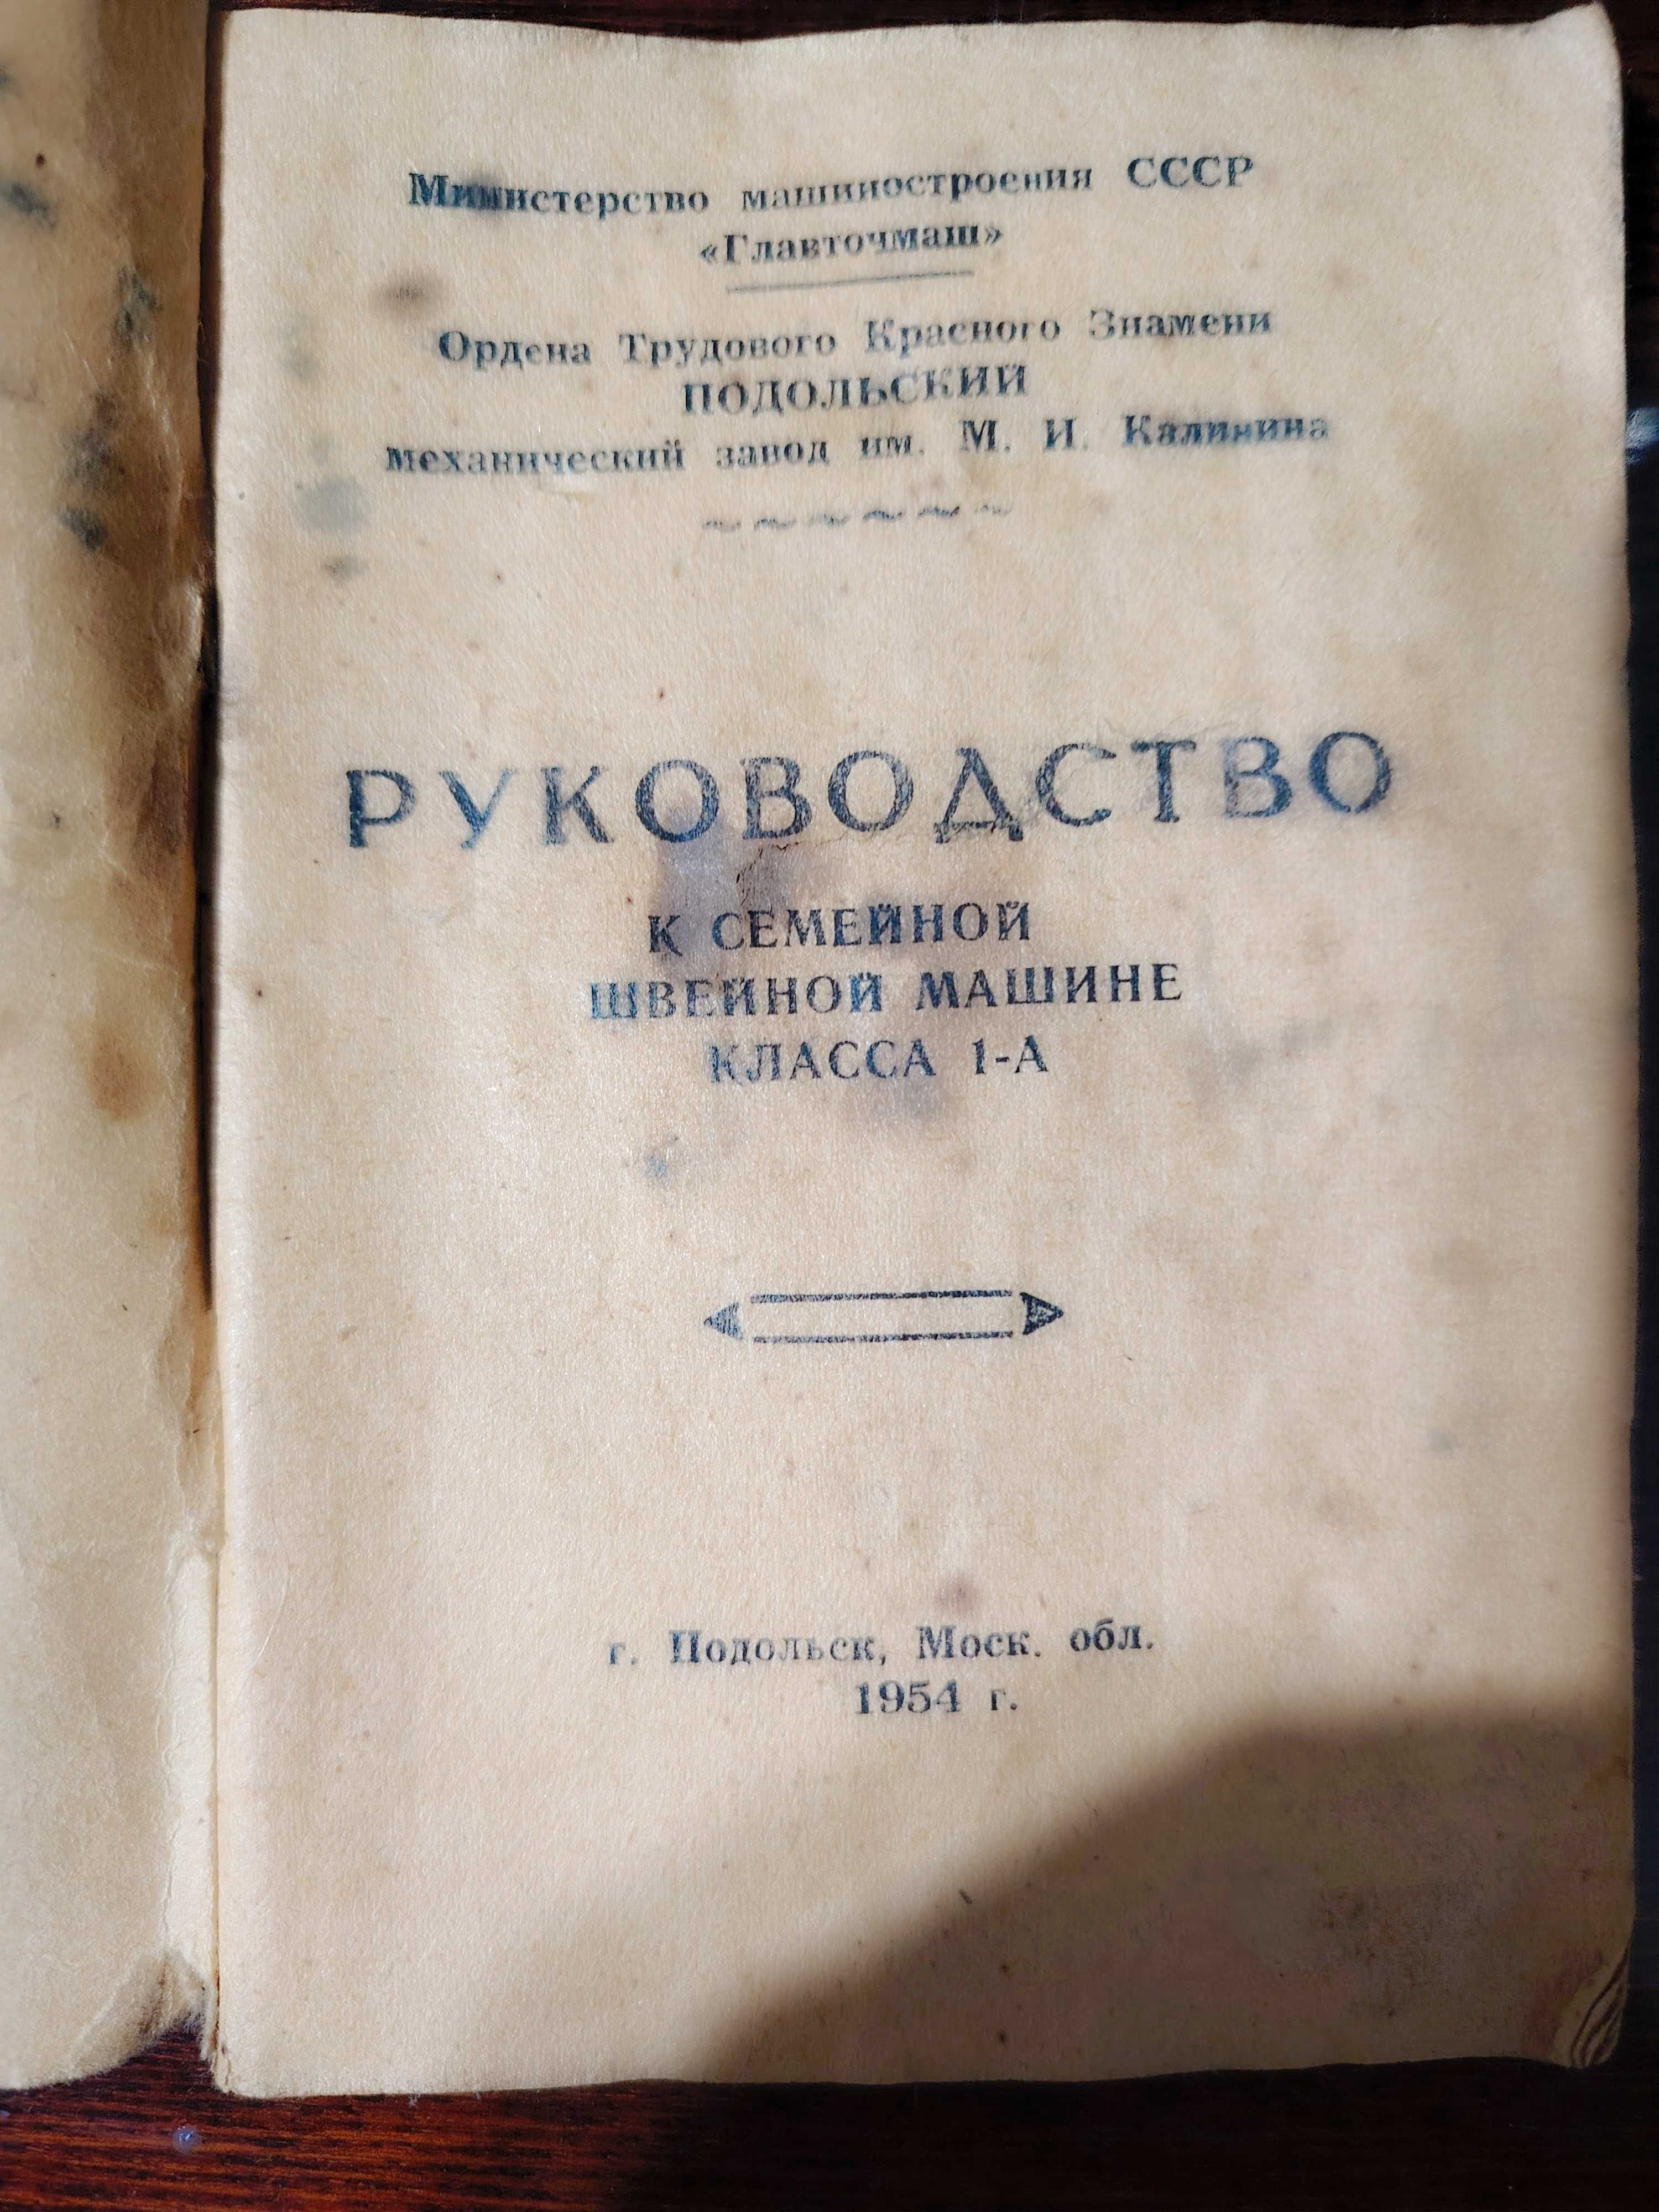 Министерство машиностроения СССР
«Главточмаш»
Ордена Трудового Красного Знамени
ПОДОЛЬСКИЙ
механический завод им. М. И. Калинина
РУКОВОДСТВО
К СЕМЕЙНОЙ
ШВЕЙНОЙ МАШИНЕ
КЛАССА 1-А
г. Подольск, Моск. обл.
1954 г.